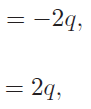 = −2q,
= 2q,